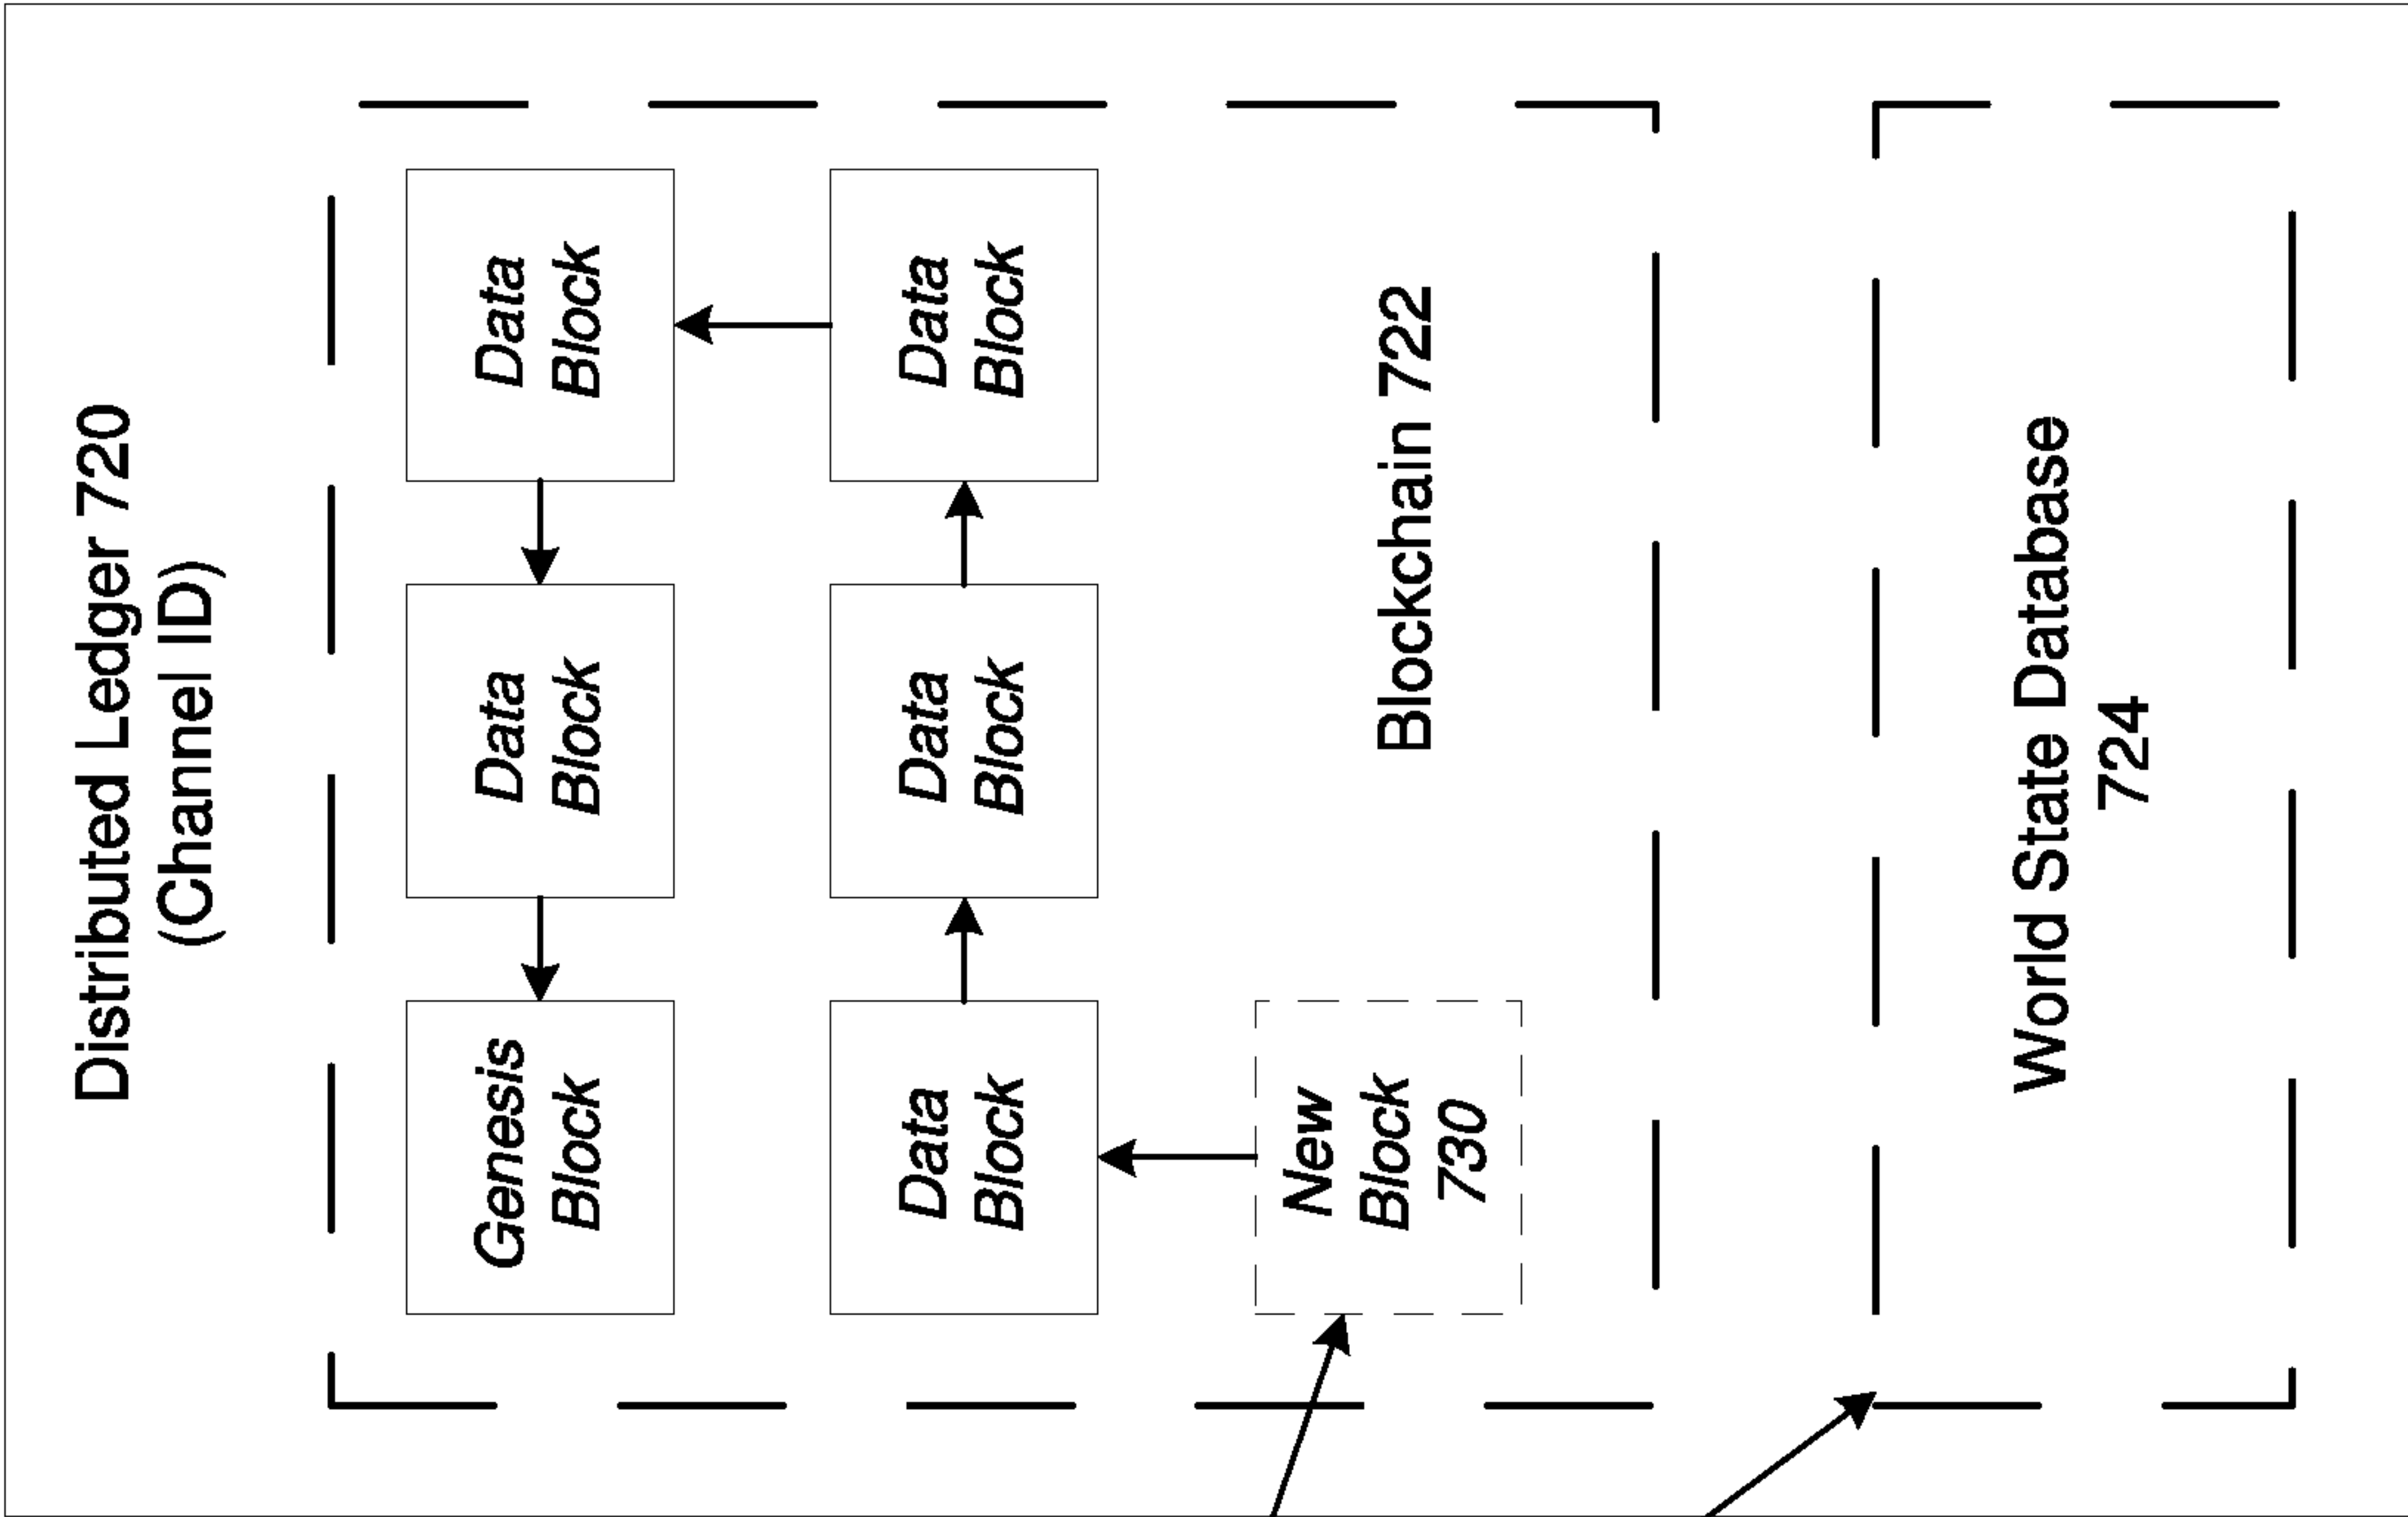 Distributed Ledger 720
(Channel ID)
Genesis
Block
Data
Block
Data
Block
Data
Block
Data
Block
Data
Block
New
Block
730
Blockchain 722
World State Database
724